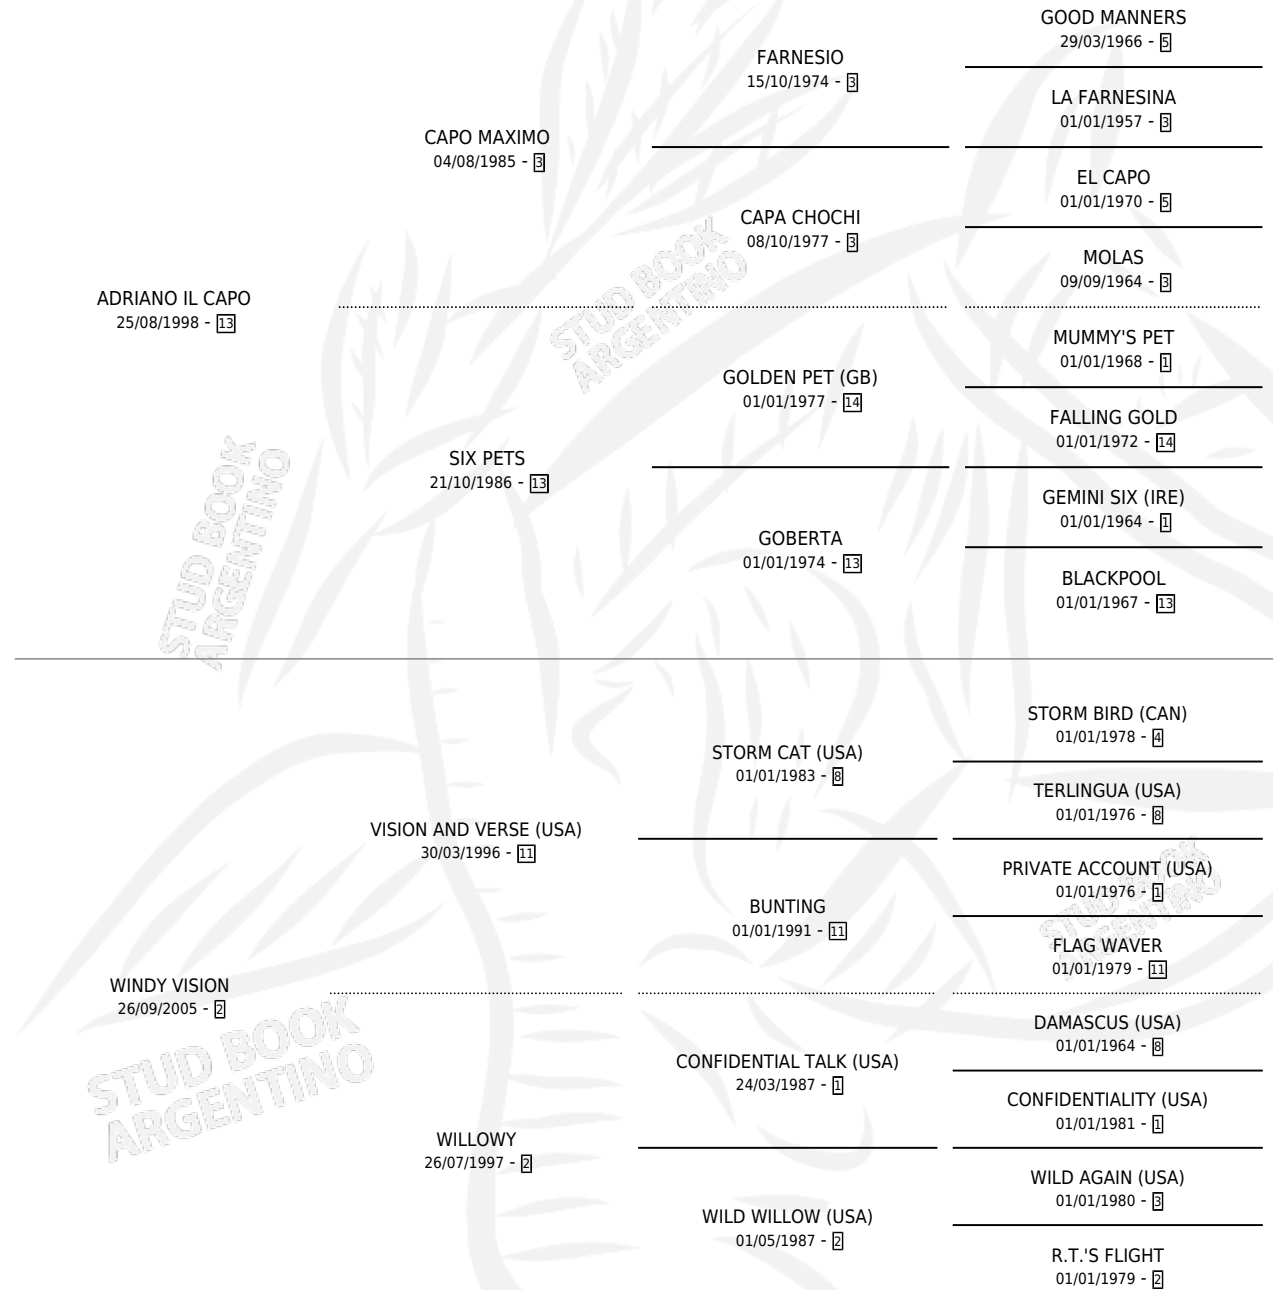 GOOD MANNERS
29/03/1966 - 5
FARNESIO
15/10/1974 - 3
LA FARNESINA
01/01/1957 - 3
CAPO MAXIMO
04/08/1985 - 3
EL CAPO
01/01/1970 - 5
CAPA CHOCHI
08/10/1977 - 3
MOLAS
09/09/1964 - 3
ADRIANO IL CAPO
25/08/1998 - 13
MUMMY'S PET
01/01/1968 - 1
GOLDEN PET (GB)
01/01/1977 - 14
FALLING GOLD
01/01/1972 - 14
SIX PETS
21/10/1986 - 13
GEMINI SIX (IRE)
01/01/1964 - 1
GOBERTA
01/01/1974 - 13
BLACKPOOL
01/01/1967 - 13
STORM BIRD (CAN)
01/01/1978 - 4
STORM CAT (USA)
01/01/1983 - 8
TERLINGUA (USA)
01/01/1976 - 8
VISION AND VERSE (USA)
30/03/1996 - 11
PRIVATE ACCOUNT (USA)
01/01/1976 - 1
BUNTING
01/01/1991 - 11
FLAG WAVER
01/01/1979 - 11
WINDY VISION
26/09/2005 - 2
DAMASCUS (USA)
01/01/1964 - 8
CONFIDENTIAL TALK (USA)
24/03/1987 - 1
CONFIDENTIALITY (USA)
01/01/1981 - 1
WILLOWY
26/07/1997 - 2
WILD AGAIN (USA)
01/01/1980 - 3
WILD WILLOW (USA)
01/05/1987 - 2
R.T.'S FLIGHT
01/01/1979 - 2
STUD BOOK
ARGENTINO
STUD BOOK
ARGENTINO
STUD BOOK
ARGENTINO
STUD BOOK
ARGENTINO